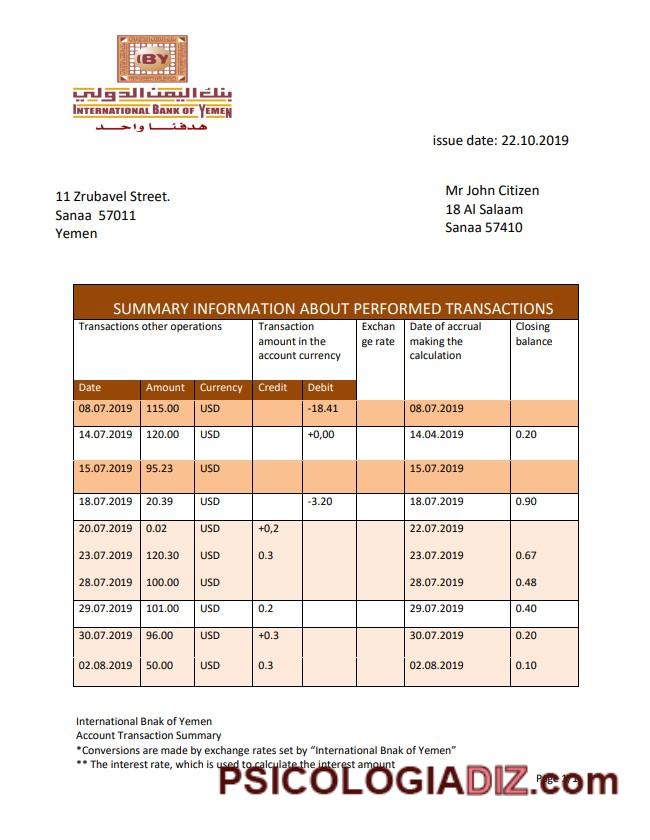 IBY
بنك اليمن الدولي
INTERNATIONAL BANK OF YEMEN
هدفنا واحد
issue date: 22.10.2019
11 Zrubavel Street.
Sanaa 57011
Yemen
Mr John Citizen
18 Al Salaam
Sanaa 57410
SUMMARY INFORMATION ABOUT PERFORMED TRANSACTIONS
Transactions other operations
Transaction amount in the account currency
Exchan ge rate
Date of accrual making the calculation
Closing balance
Date Amount Currency Credit Debit
08.07.2019 115.00 USD -18.41 08.07.2019
14.07.2019 120.00 USD +0,00 14.04.2019 0.20
15.07.2019 95.23 USD 15.07.2019
18.07.2019 20.39 USD -3.20 18.07.2019 0.90
20.07.2019 0.02 USD +0,2 22.07.2019
23.07.2019 120.30 USD 0.3 23.07.2019 0.67
28.07.2019 100.00 USD 28.07.2019 0.48
29.07.2019 101.00 USD 0.2 29.07.2019 0.40
30.07.2019 96.00 USD +0.3 30.07.2019 0.20
02.08.2019 50.00 USD 0.3 02.08.2019 0.10
International Bnak of Yemen
Account Transaction Summary
*Conversions are made by exchange rates set by “International Bnak of Yemen”
** The interest rate, which is used to calculate the interest amount
PSICOLOGIADIZ.com